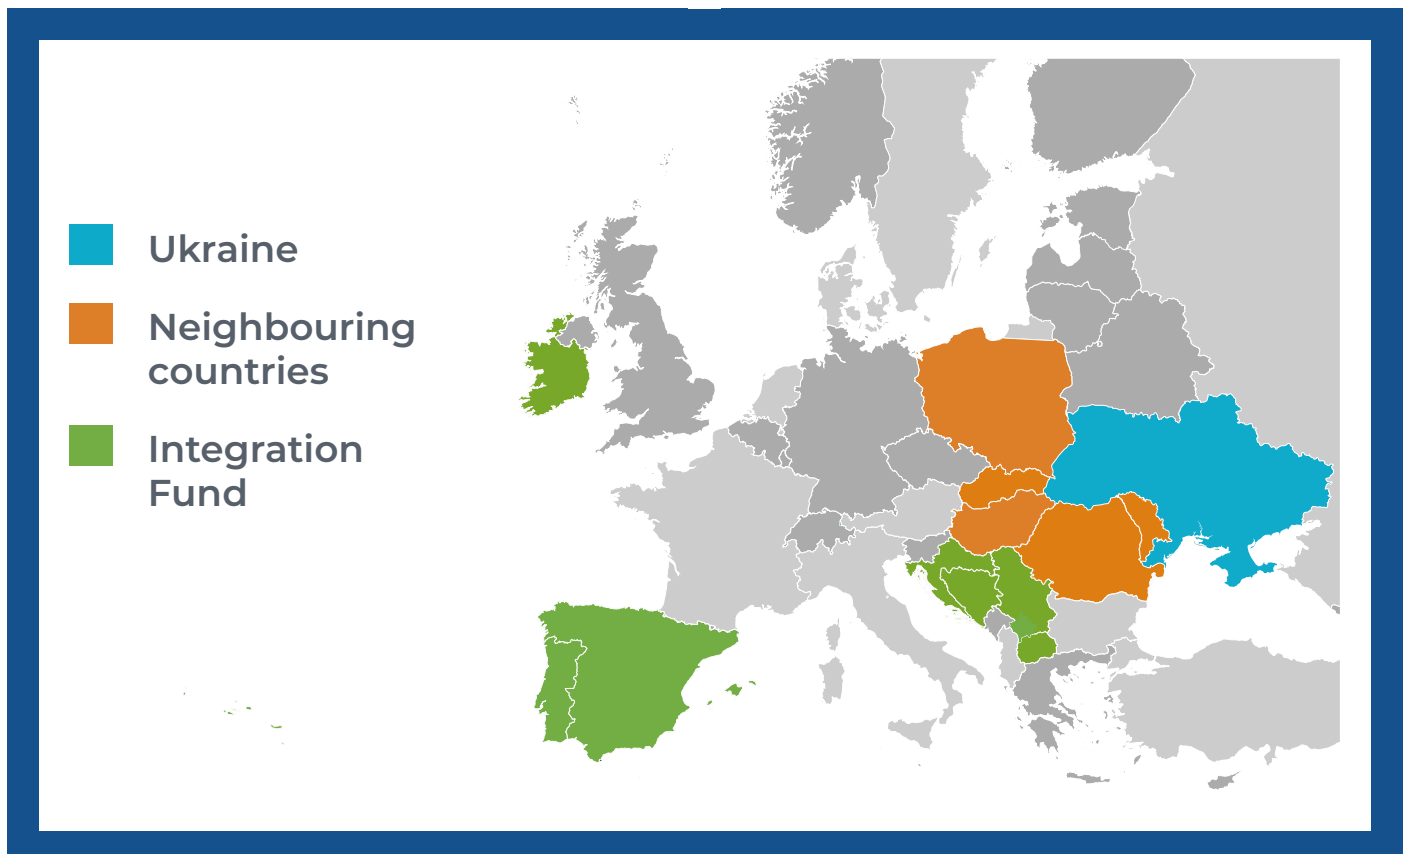 Ukraine
Neighbouring
countries
Integration
Fund